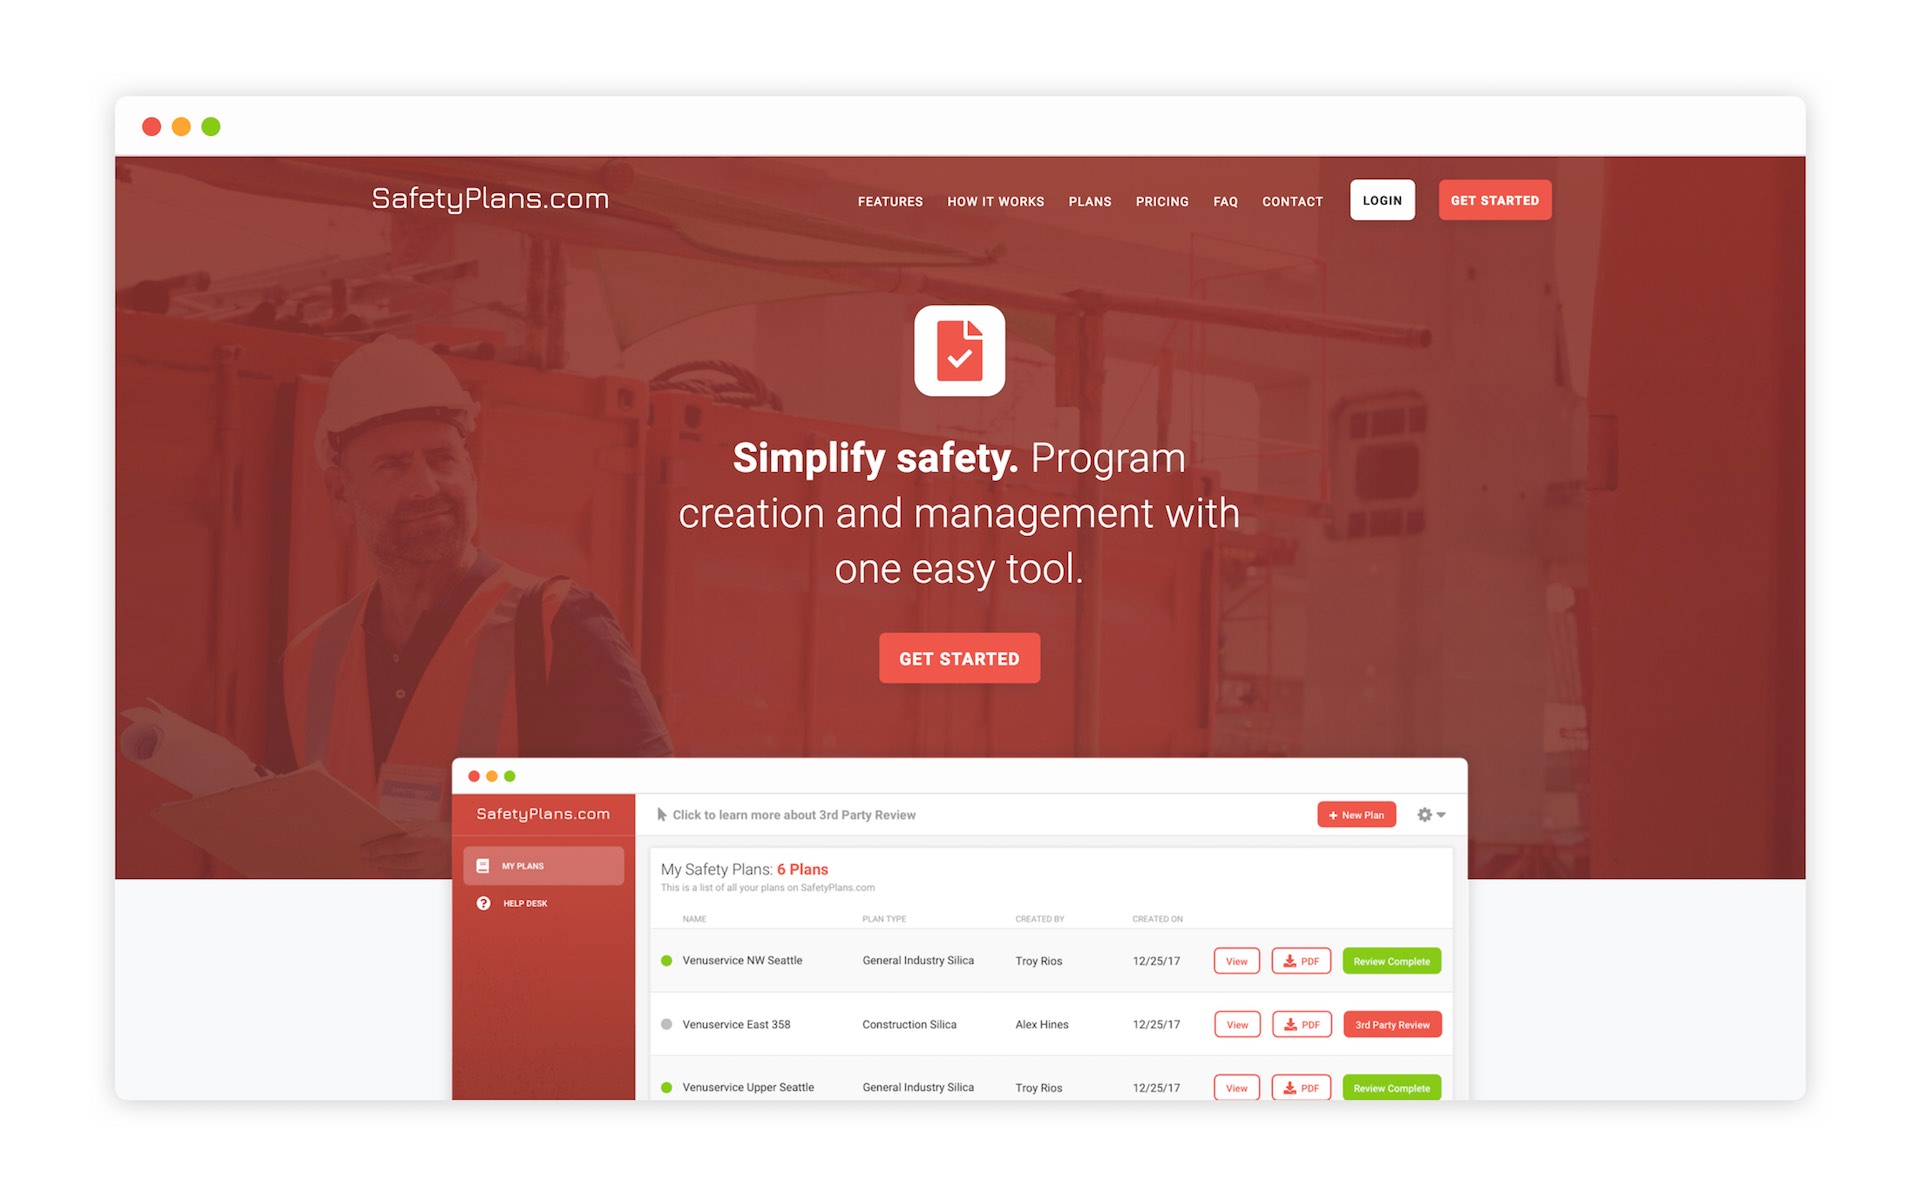 SafetyPlans.com
FEATURES HOW IT WORKS PLANS PRICING FAQ CONTACT LOGIN GET STARTED
Simplify safety. Program
creation and management with
one easy tool.
GET STARTED
SafetyPlans.com
Click to learn more about 3rd Party Review
+ New Plan
MY PLANS
HELP DESK
My Safety Plans: 6 Plans
This is a list of all your plans on SafetyPlans.com
NAME PLAN TYPE CREATED BY CREATED ON
Venuservice NW Seattle General Industry Silica Troy Rios 12/25/17 View PDF Review Complete
Venuservice East 358 Construction Silica Alex Hines 12/25/17 View PDF 3rd Party Review
Venuservice Upper Seattle General Industry Silica Troy Rios 12/25/17 View PDF Review Complete